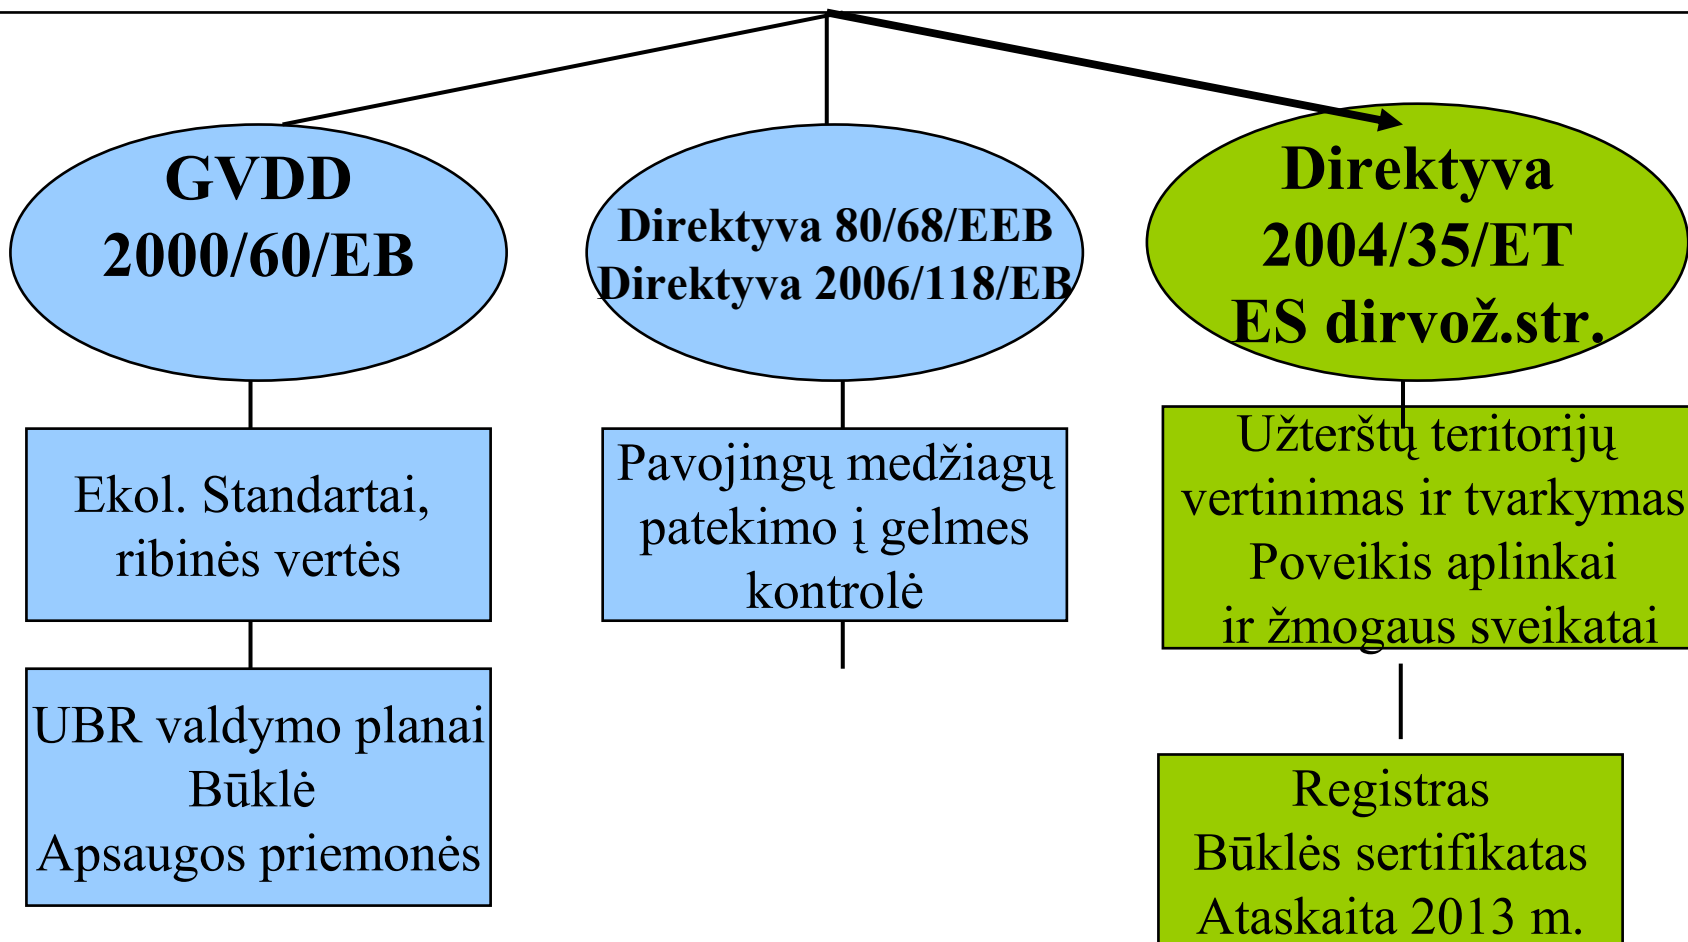 GVDD
2000/60/EB
Direktyva 80/68/EEB
Direktyva 2006/118/EB
Direktyva
2004/35/ET
ES dirvož.str.
Ekol. Standartai,
ribinės vertės
Pavojingų medžiagų
patekimo į gelmes
kontrolė
Užterštų teritorijų
vertinimas ir tvarkymas
Poveikis aplinkai
ir žmogaus sveikatai
UBR valdymo planai
Būklė
Apsaugos priemonės
Registras
Būklės sertifikatas
Ataskaita 2013 m.